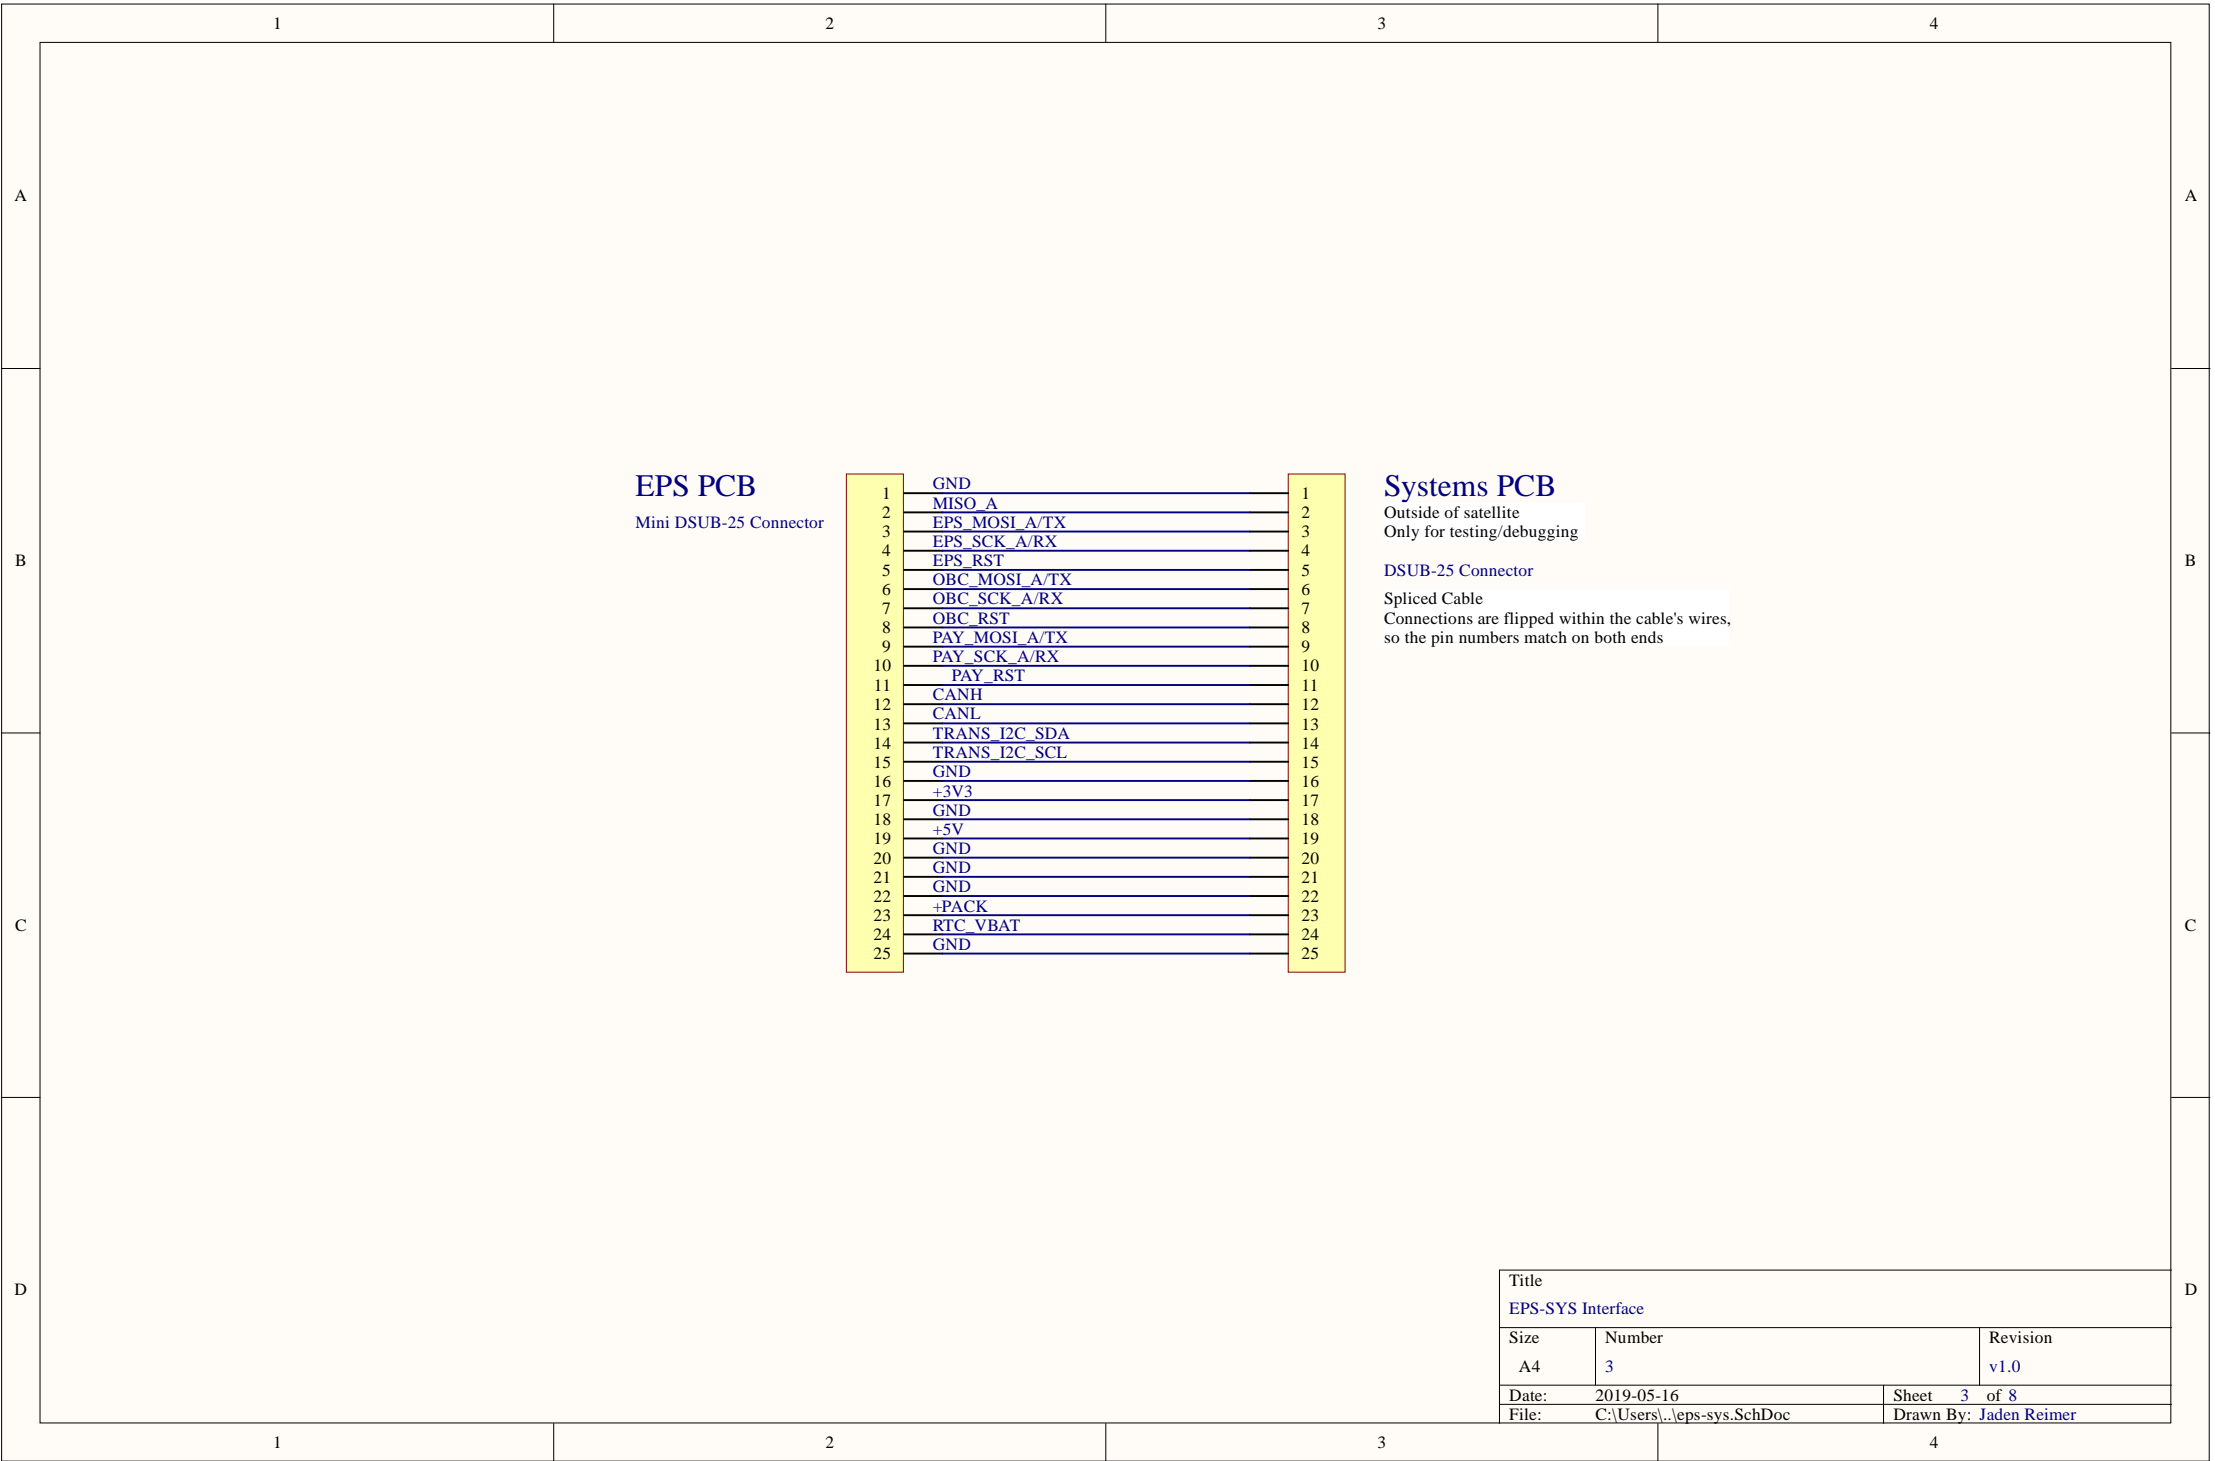 1 2 3 4
A A
B B
C C
D D
EPS PCB
Mini DSUB-25 Connector
1 GND 1
2 MISO_A 2
3 EPS_MOSI_A/TX 3
4 EPS_SCK_A/RX 4
5 EPS_RST 5
6 OBC_MOSI_A/TX 6
7 OBC_SCK_A/RX 7
8 OBC_RST 8
9 PAY_MOSI_A/TX 9
10 PAY_SCK_A/RX 10
11 PAY_RST 11
12 CANH 12
13 CANL 13
14 TRANS_I2C_SDA 14
15 TRANS_I2C_SCL 15
16 GND 16
17 +3V3 17
18 GND 18
19 +5V 19
20 GND 20
21 GND 21
22 GND 22
23 +PACK 23
24 RTC_VBAT 24
25 GND 25
Systems PCB
Outside of satellite
Only for testing/debugging
DSUB-25 Connector
Spliced Cable
Connections are flipped within the cable's wires,
so the pin numbers match on both ends
Title
EPS-SYS Interface
Size Number Revision
A4 3 v1.0
Date: 2019-05-16 Sheet 3 of 8
File: C:\Users\..\eps-sys.SchDoc Drawn By: Jaden Reimer
1 2 3 4